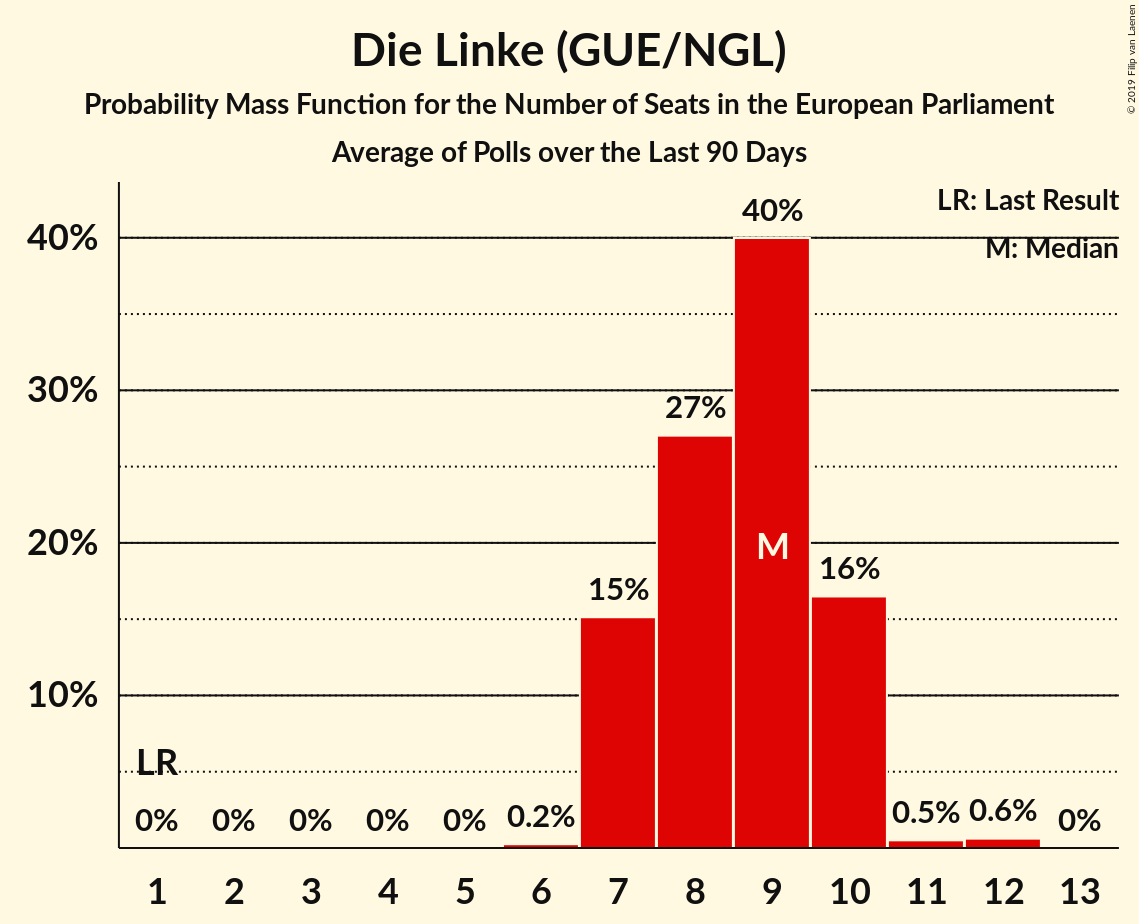 Die Linke (GUE/NGL)
Probability Mass Function for the Number of Seats in the European Parliament
Average of Polls over the Last 90 Days
© 2019 Filip van Laenen
LR: Last Result
M: Median
40%
30%
20%
10%
LR
0%
0%
0%
0%
0%
0.2%
15%
27%
40%
M
16%
0.5%
0.6%
0%
1 2 3 4 5 6 7 8 9 10 11 12 13